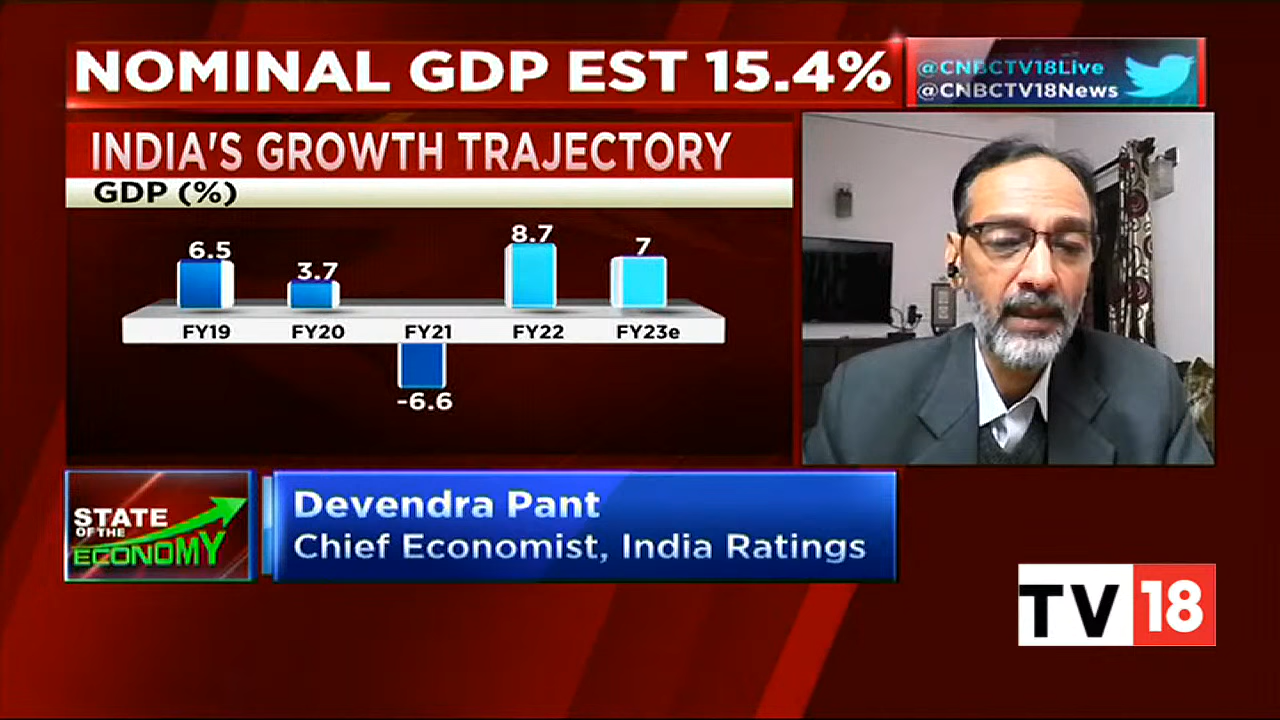 NOMINAL GDP EST 15.4%
@CNBCTV18Live
@CNBCTV18News
INDIA'S GROWTH TRAJECTORY
GDP (%)
6.5
3.7
8.7
7
FY19
FY20
FY21
FY22
FY23e
-6.6
STATE
OF THE
ECONOMY
Devendra Pant
Chief Economist, India Ratings
TV18